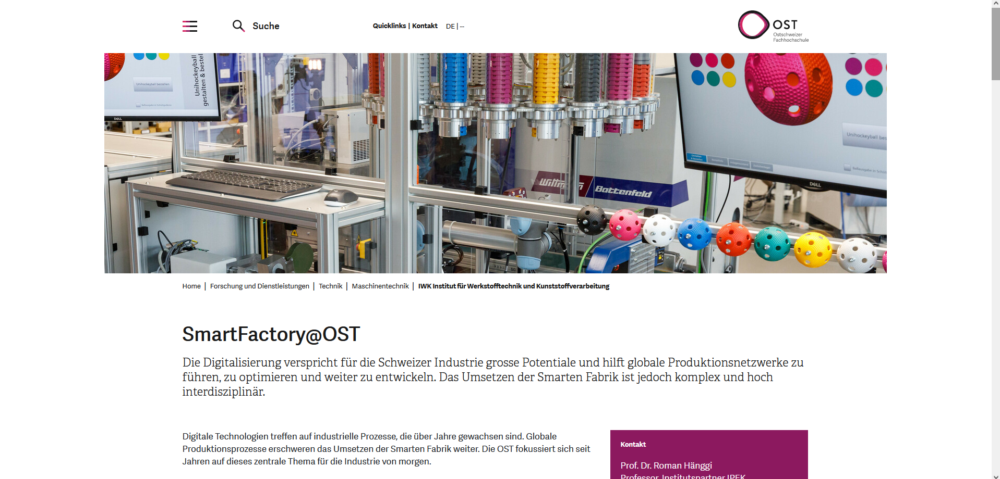 Suche
Quicklinks | Kontakt
DE | --
OST
Ostschweizer
Fachhochschule
Unihockeyball
gestalten & bestel
Unihockeyball bestellen
DELL
Wittmann
Battenfeld
Unihockeyball bes
DELL
Home | Forschung und Dienstleistungen | Technik | Maschinentechnik | IWK Institut für Werkstofftechnik und Kunststoffverarbeitung
SmartFactory@OST
Die Digitalisierung verspricht für die Schweizer Industrie grosse Potentiale und hilft globale Produktionsnetzwerke zu
führen, zu optimieren und weiter zu entwickeln. Das Umsetzen der Smarten Fabrik ist jedoch komplex und hoch
interdisziplinär.
Digitale Technologien treffen auf industrielle Prozesse, die über Jahre gewachsen sind. Globale
Produktionsprozesse erschweren das Umsetzen der Smarten Fabrik weiter. Die OST fokussiert sich seit
Jahren auf dieses zentrale Thema für die Industrie von morgen.
Kontakt
Prof. Dr. Roman Hänggi
Professor, Institutspartner IPEK